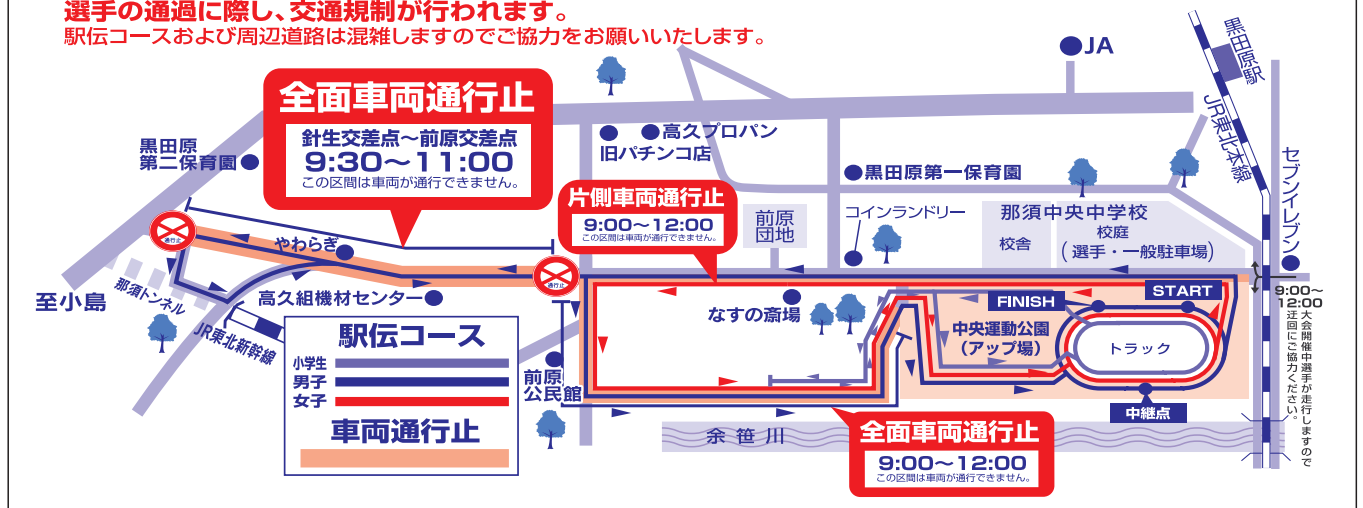 選手の通過に際し、交通規制が行われます。
駅伝コースおよび周辺道路は混雑しますのでご協力をお願いいたします。
JA
黒田原駅
JR東北本線
全面車両通行止
針生交差点～前原交差点
9:30～11:00
この区間は車両が通行できません。
黒田原
第二保育園
高久プロパン
旧パチンコ店
黒田原第一保育園
片側車両通行止
9:00～12:00
この区間は車両が通行できません。
前原
団地
コインランドリー
那須中央中学校
校舎
校庭
(選手・一般駐車場)
セブンイレブン
通行止
やわらぎ
通行止
至小島
那須トンネル
高久組機材センター
JR東北新幹線
なすの斎場
FINISH
START
中央運動公園
(アップ場)
トラック
中継点
9:00～
12:00
大会開催中選手が走行しますので
迂回にご協力ください。
駅伝コース
小学生
男子
女子
車両通行止
前原
公民館
余笹川
全面車両通行止
9:00～12:00
この区間は車両が通行できません。